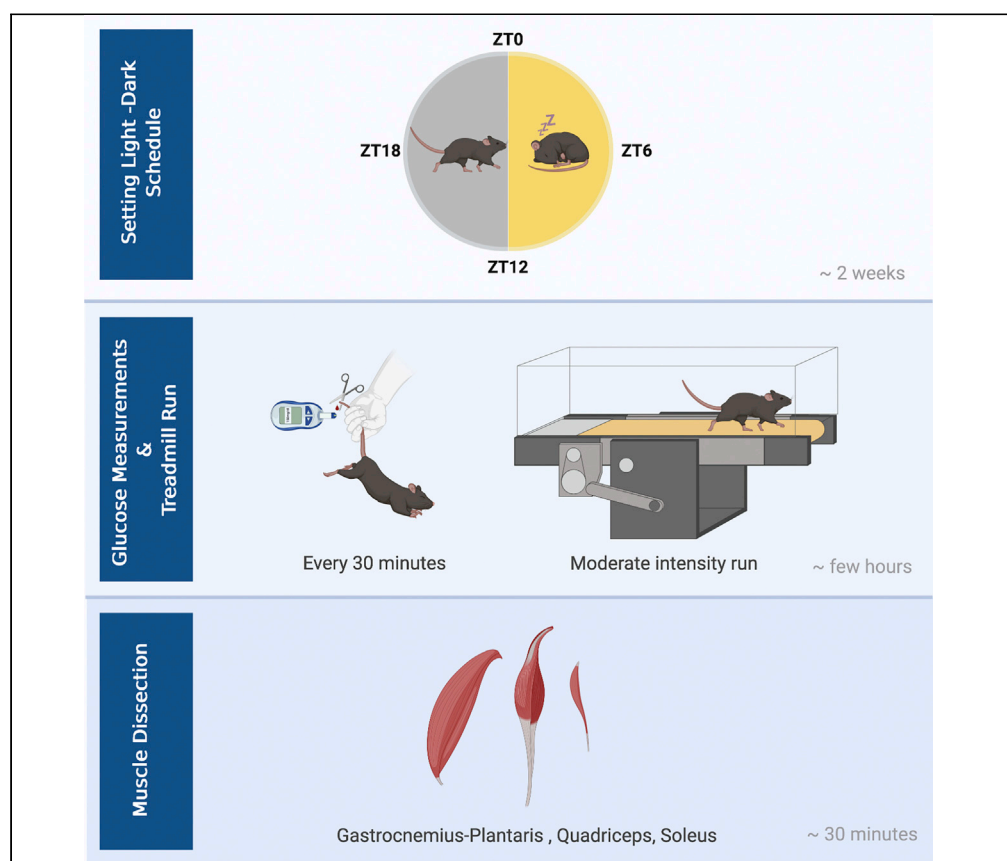 Setting Light -Dark
Schedule
ZT0
ZT18
ZT6
ZT12
~ 2 weeks
Glucose Measurements
&
Treadmill Run
Every 30 minutes
Moderate intensity run
~ few hours
Muscle Dissection
Gastrocnemius-Plantaris , Quadriceps, Soleus
~ 30 minutes